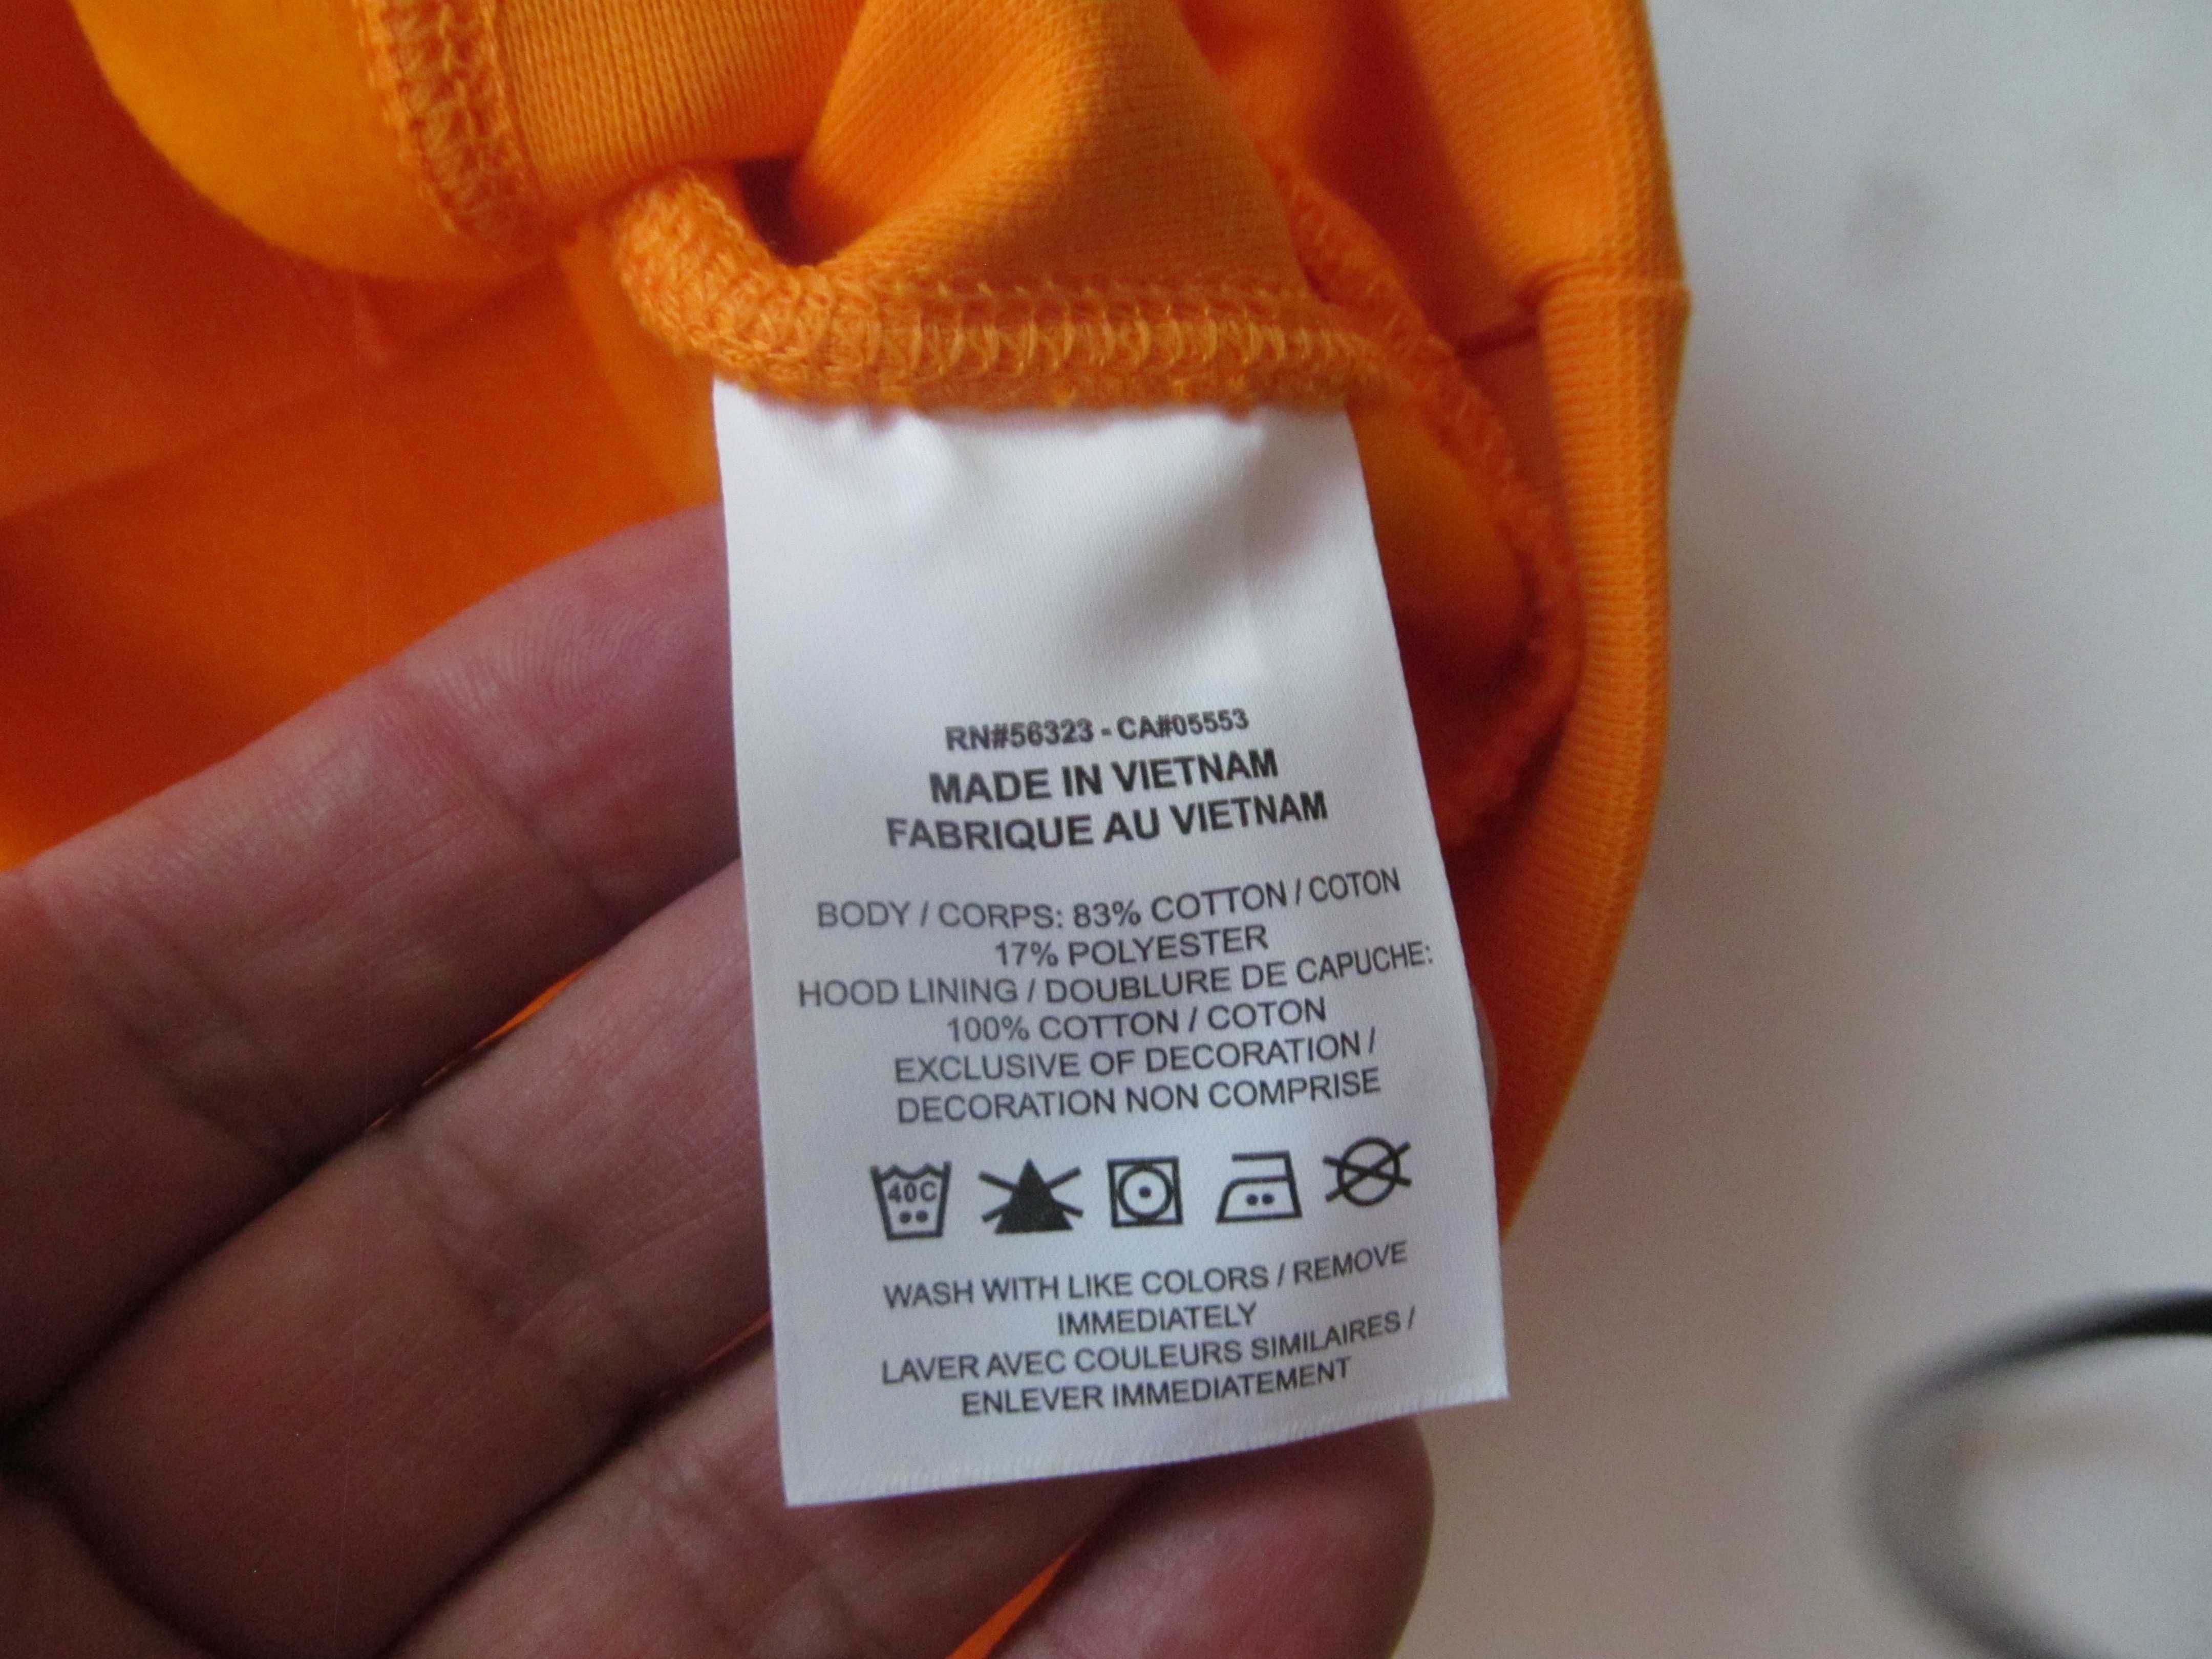 RN#56323 - CA#05553
MADE IN VIETNAM
FABRIQUE AU VIETNAM
BODY / CORPS: 83% COTTON / COTON
17% POLYESTER
HOOD LINING / DOUBLURE DE CAPUCHE:
100% COTTON / COTON
EXCLUSIVE OF DECORATION /
DECORATION NON COMPRISE
40C
WASH WITH LIKE COLORS / REMOVE
IMMEDIATELY
LAVER AVEC COULEURS SIMILAIRES /
ENLEVER IMMEDIATEMENT